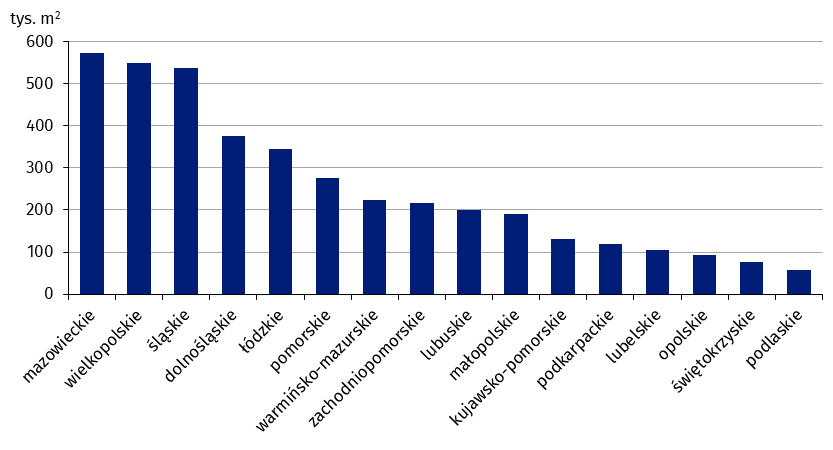 tys. m²
600
500
400
300
200
100
0
mazowieckie
wielkopolskie
śląskie
dolnośląskie
łódzkie
pomorskie
warmińsko-mazurskie
zachodniopomorskie
lubuskie
małopolskie
kujawsko-pomorskie
podkarpackie
lubelskie
opolskie
świętokrzyskie
podlaskie